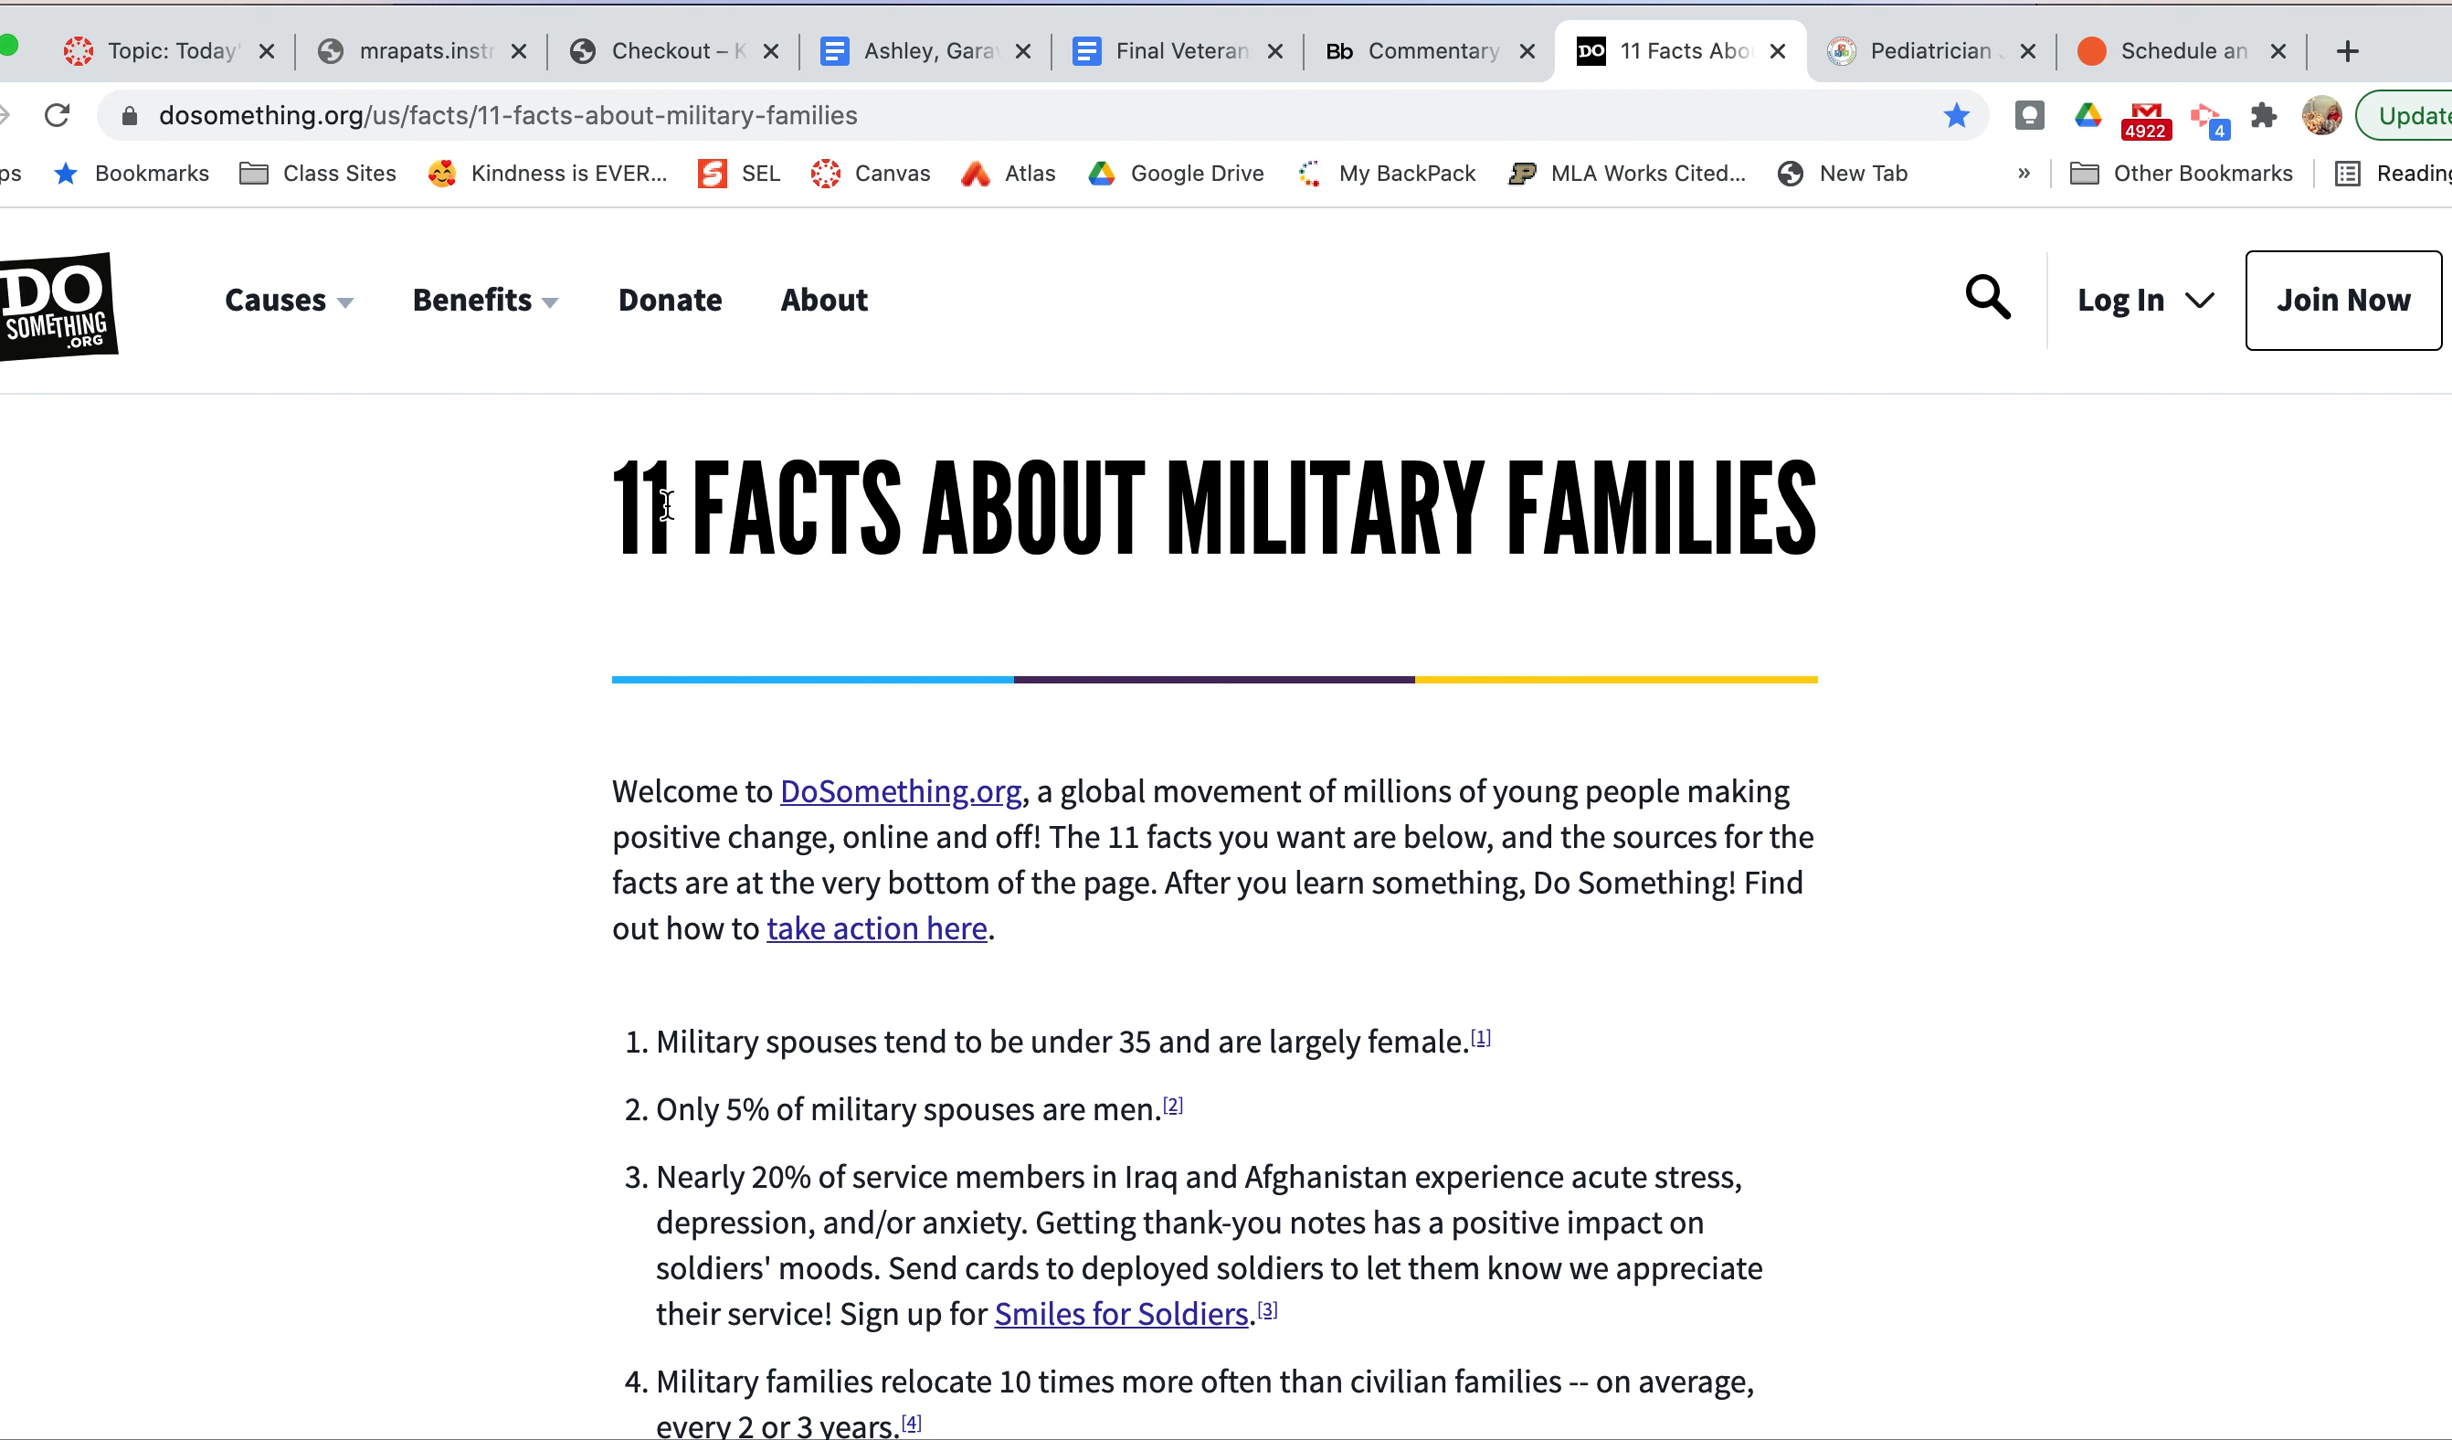 Topic: Today'
mrapats.instr
Checkout – K
Ashley, Gara
Final Veteran
Bb Commentary
DO 11 Facts Abo
Pediatrician
Schedule an
dosomething.org/us/facts/11-facts-about-military-families
4922
4
Update
ps
Bookmarks
Class Sites
Kindness is EVER...
SEL
Canvas
Atlas
Google Drive
My BackPack
MLA Works Cited...
New Tab
»
Other Bookmarks
Reading
DO
SOMETHING
.ORG
Causes
Benefits
Donate
About
Log In
Join Now
11 FACTS ABOUT MILITARY FAMILIES
Welcome to DoSomething.org, a global movement of millions of young people making
positive change, online and off! The 11 facts you want are below, and the sources for the
facts are at the very bottom of the page. After you learn something, Do Something! Find
out how to take action here.
1. Military spouses tend to be under 35 and are largely female.[1]
2. Only 5% of military spouses are men.[2]
3. Nearly 20% of service members in Iraq and Afghanistan experience acute stress,
depression, and/or anxiety. Getting thank-you notes has a positive impact on
soldiers' moods. Send cards to deployed soldiers to let them know we appreciate
their service! Sign up for Smiles for Soldiers.[3]
4. Military families relocate 10 times more often than civilian families -- on average,
every 2 or 3 years.[4]